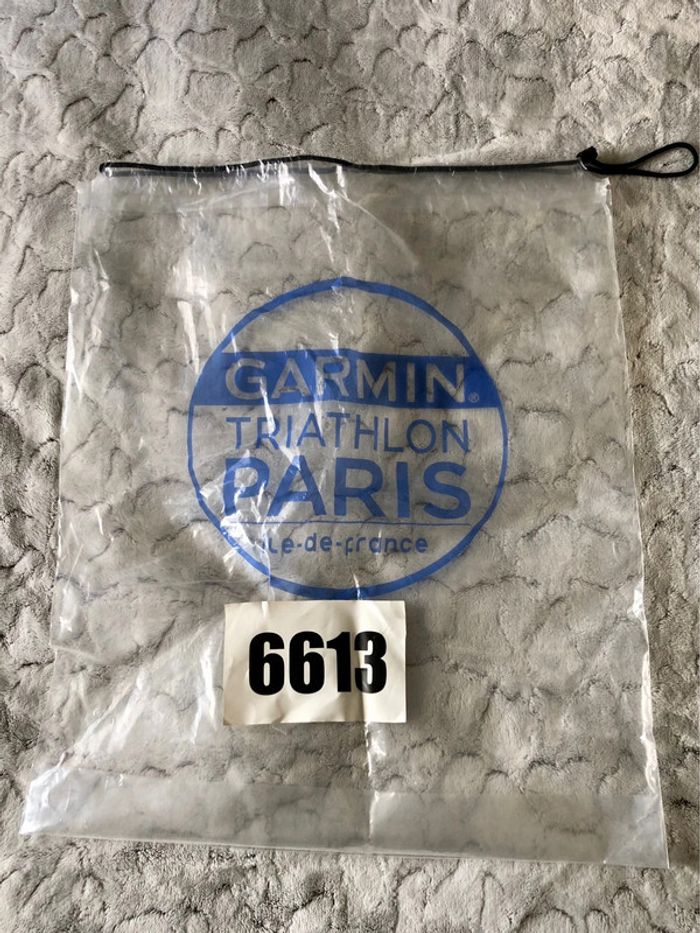 GARMIN®
TRIATHLON
PARIS
île-de-france
6613